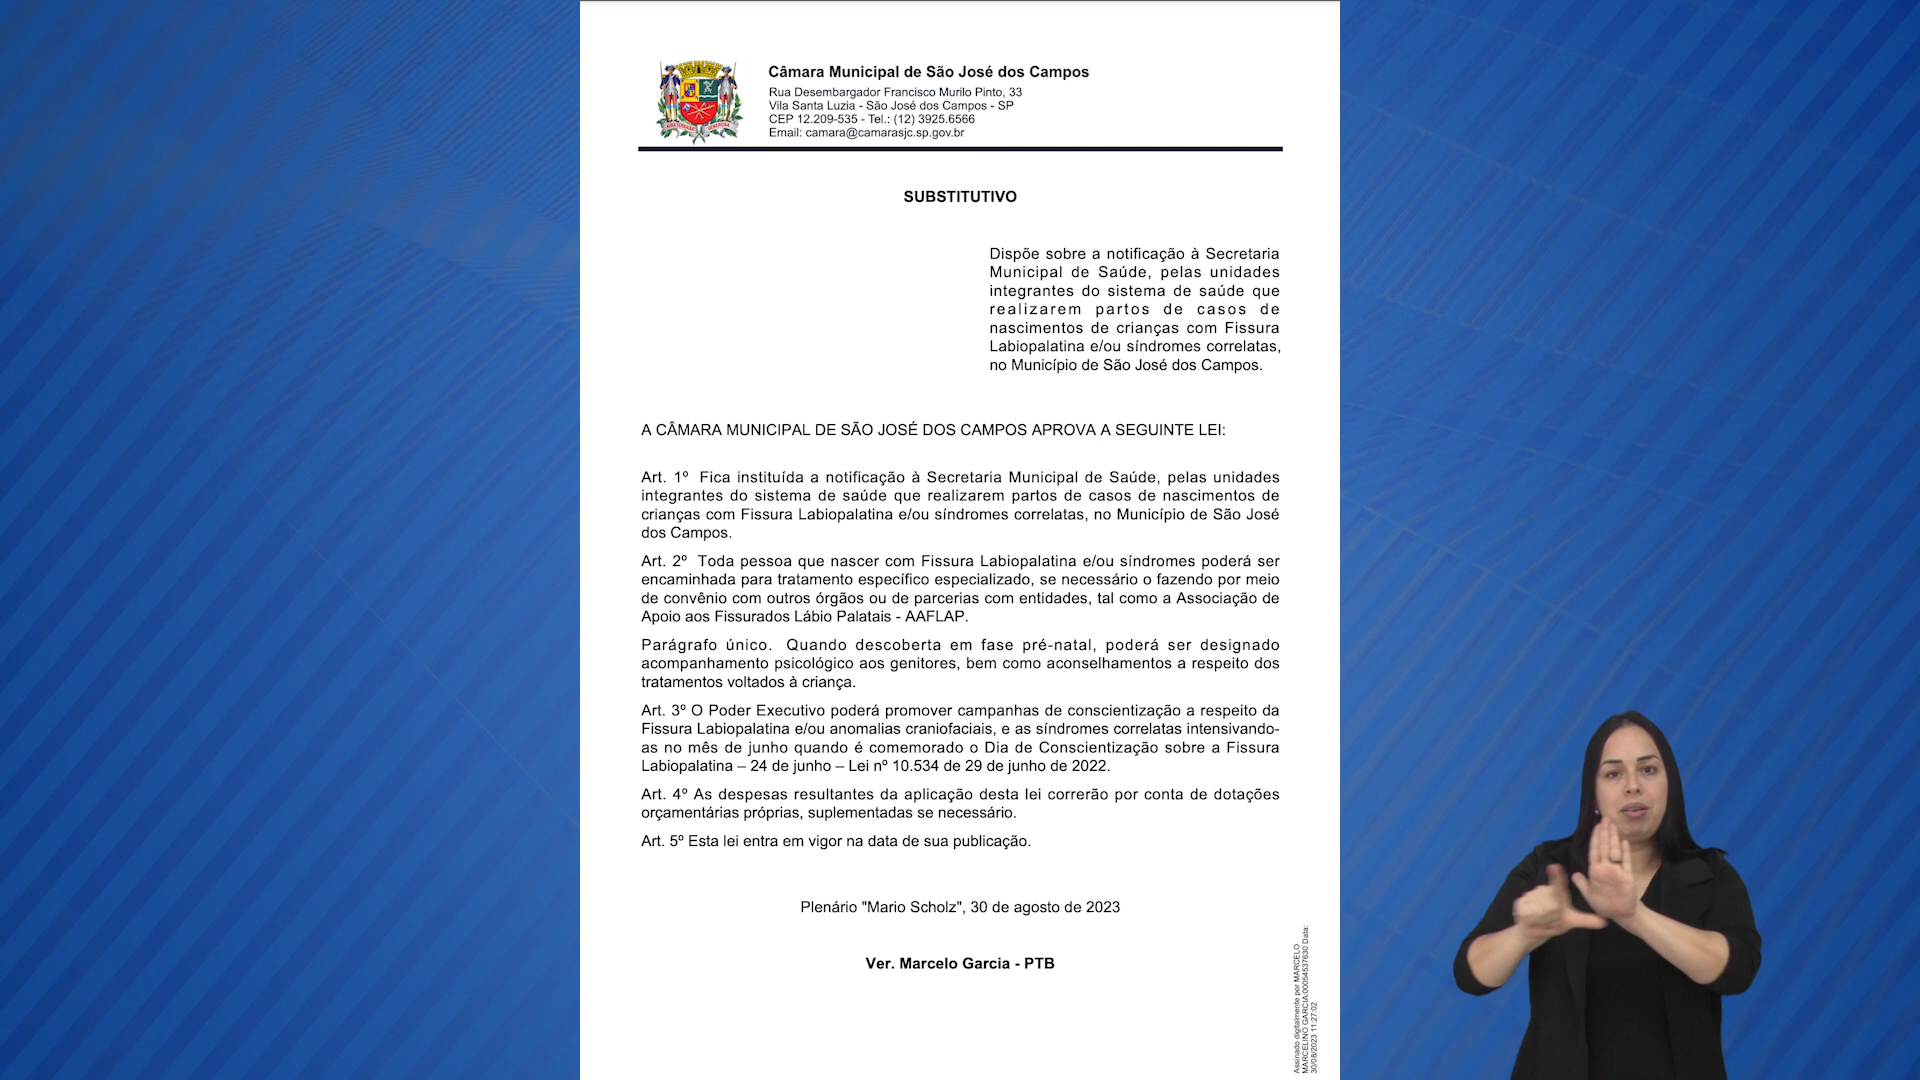 Câmara Municipal de São José dos Campos
Rua Desembargador Francisco Murilo Pinto, 33
Vila Santa Luzia - São José dos Campos - SP
CEP 12.209-535 - Tel.: (12) 3925.6566
Email: camara@camarasjc.sp.gov.br
SUBSTITUTIVO
Dispõe sobre a notificação à Secretaria
Municipal de Saúde, pelas unidades
integrantes do sistema de saúde que
realizarem partos de casos de
nascimentos de crianças com Fissura
Labiopalatina e/ou síndromes correlatas,
no Município de São José dos Campos.
A CÂMARA MUNICIPAL DE SÃO JOSÉ DOS CAMPOS APROVA A SEGUINTE LEI:
Art. 1º Fica instituída a notificação à Secretaria Municipal de Saúde, pelas unidades
integrantes do sistema de saúde que realizarem partos de casos de nascimentos de
crianças com Fissura Labiopalatina e/ou síndromes correlatas, no Município de São José
dos Campos.
Art. 2º Toda pessoa que nascer com Fissura Labiopalatina e/ou síndromes poderá ser
encaminhada para tratamento específico especializado, se necessário o fazendo por meio
de convênio com outros órgãos ou de parcerias com entidades, tal como a Associação de
Apoio aos Fissurados Lábio Palatais - AAFLAP.
Parágrafo único. Quando descoberta em fase pré-natal, poderá ser designado
acompanhamento psicológico aos genitores, bem como aconselhamentos a respeito dos
tratamentos voltados à criança.
Art. 3º O Poder Executivo poderá promover campanhas de conscientização a respeito da
Fissura Labiopalatina e/ou anomalias craniofaciais, e as síndromes correlatas intensivando-
as no mês de junho quando é comemorado o Dia de Conscientização sobre a Fissura
Labiopalatina – 24 de junho – Lei nº 10.534 de 29 de junho de 2022.
Art. 4º As despesas resultantes da aplicação desta lei correrão por conta de dotações
orçamentárias próprias, suplementadas se necessário.
Art. 5º Esta lei entra em vigor na data de sua publicação.
Plenário "Mario Scholz", 30 de agosto de 2023
Ver. Marcelo Garcia - PTB
Assinado digitalmente por MARCELO
MARCELINO GARCIA:00054537630 Data:
30/08/2023 11:27:02